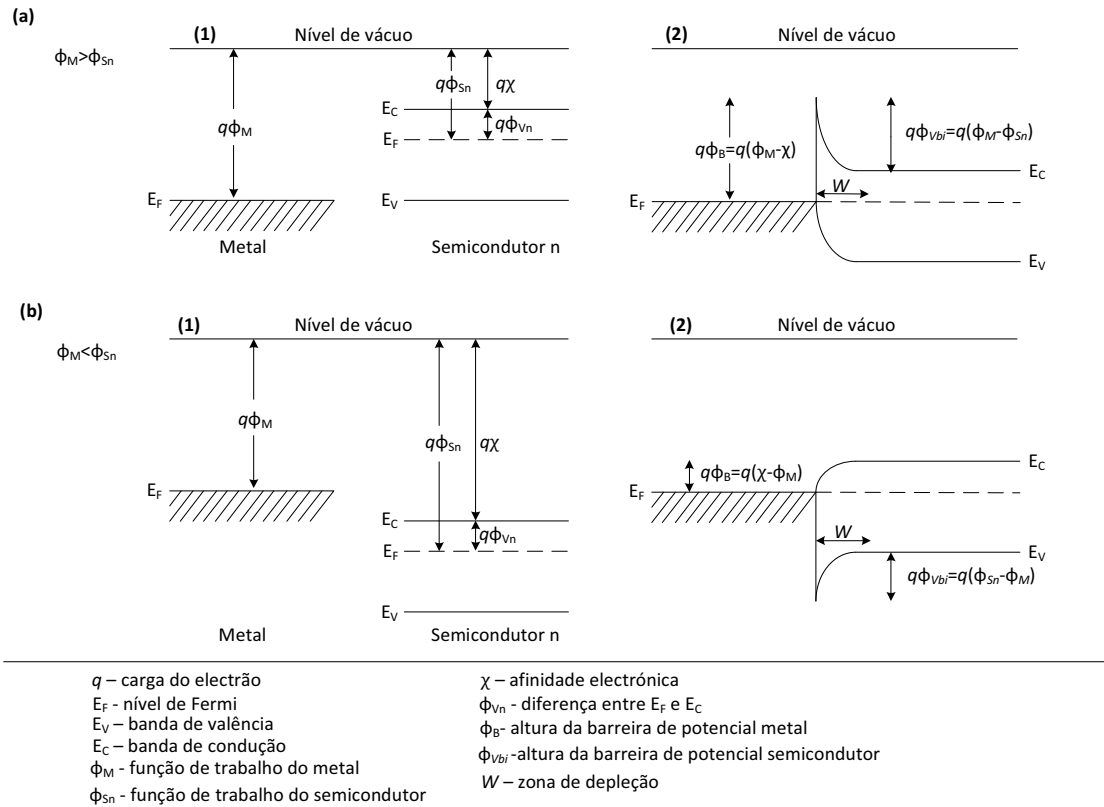 (a)
(1)
Nível de vácuo
ϕM>ϕSn
qϕM
qϕSn
qχ
EC
qϕVn
EF
EF
EV
Metal
Semicondutor n
(2)
Nível de vácuo
qϕB=q(ϕM-χ)
qϕVbi=q(ϕM-ϕSn)
W
EC
EF
EV
(b)
(1)
Nível de vácuo
ϕM<ϕSn
qϕM
qϕSn
qχ
EF
EC
qϕVn
EF
EV
Metal
Semicondutor n
(2)
Nível de vácuo
qϕB=q(χ-ϕM)
EC
EF
W
EV
qϕVbi=q(ϕSn-ϕM)
q – carga do electrão
EF - nível de Fermi
EV – banda de valência
EC – banda de condução
ϕM - função de trabalho do metal
ϕSn - função de trabalho do semicondutor
χ – afinidade electrónica
ϕVn - diferença entre EF e EC
ϕB- altura da barreira de potencial metal
ϕVbi -altura da barreira de potencial semicondutor
W – zona de depleção